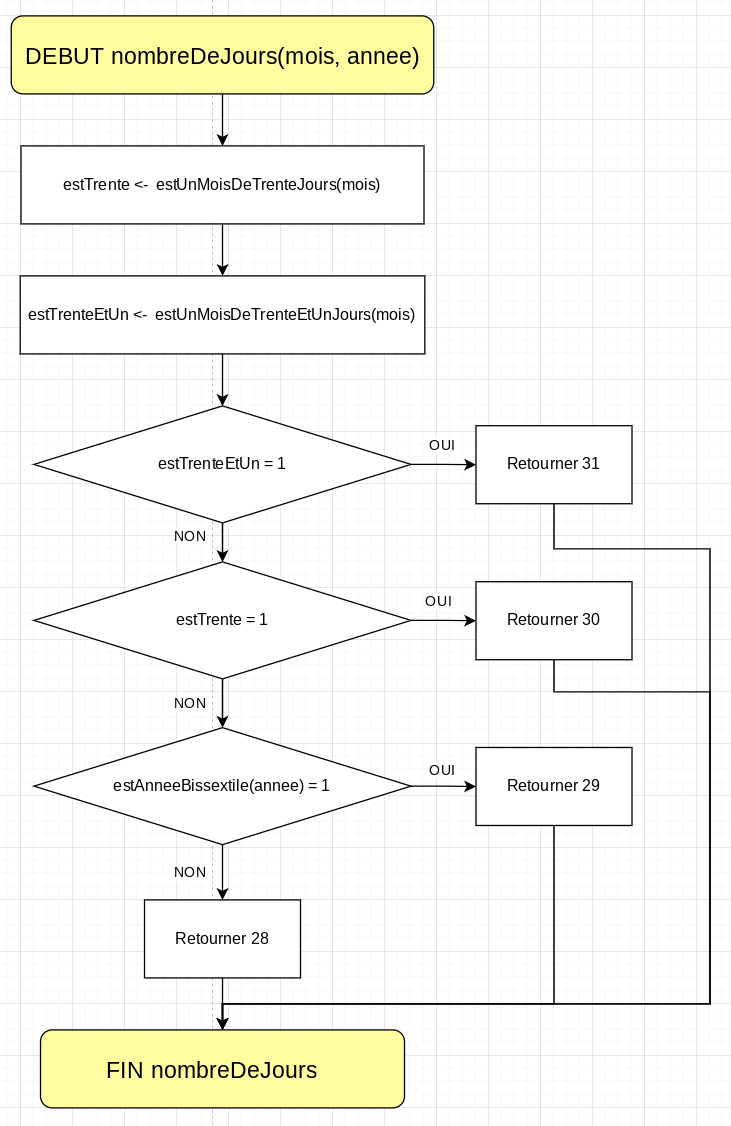 DEBUT nombreDeJours(mois, annee)
estTrente <- estUnMoisDeTrenteJours(mois)
estTrenteEtUn <- estUnMoisDeTrenteEtUnJours(mois)
estTrenteEtUn = 1
OUI
Retourner 31
NON
estTrente = 1
OUI
Retourner 30
NON
estAnneeBissextile(annee) = 1
OUI
Retourner 29
NON
Retourner 28
FIN nombreDeJours